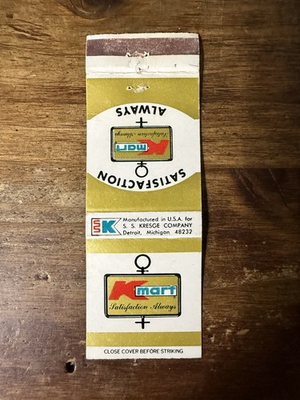 ALWAYS
SATISFACTION
Satisfaction Always
Kmart
K Manufactured in U.S.A. for
S. S. KRESGE COMPANY
Detroit, Michigan 48232
Kmart
Satisfaction Always
CLOSE COVER BEFORE STRIKING